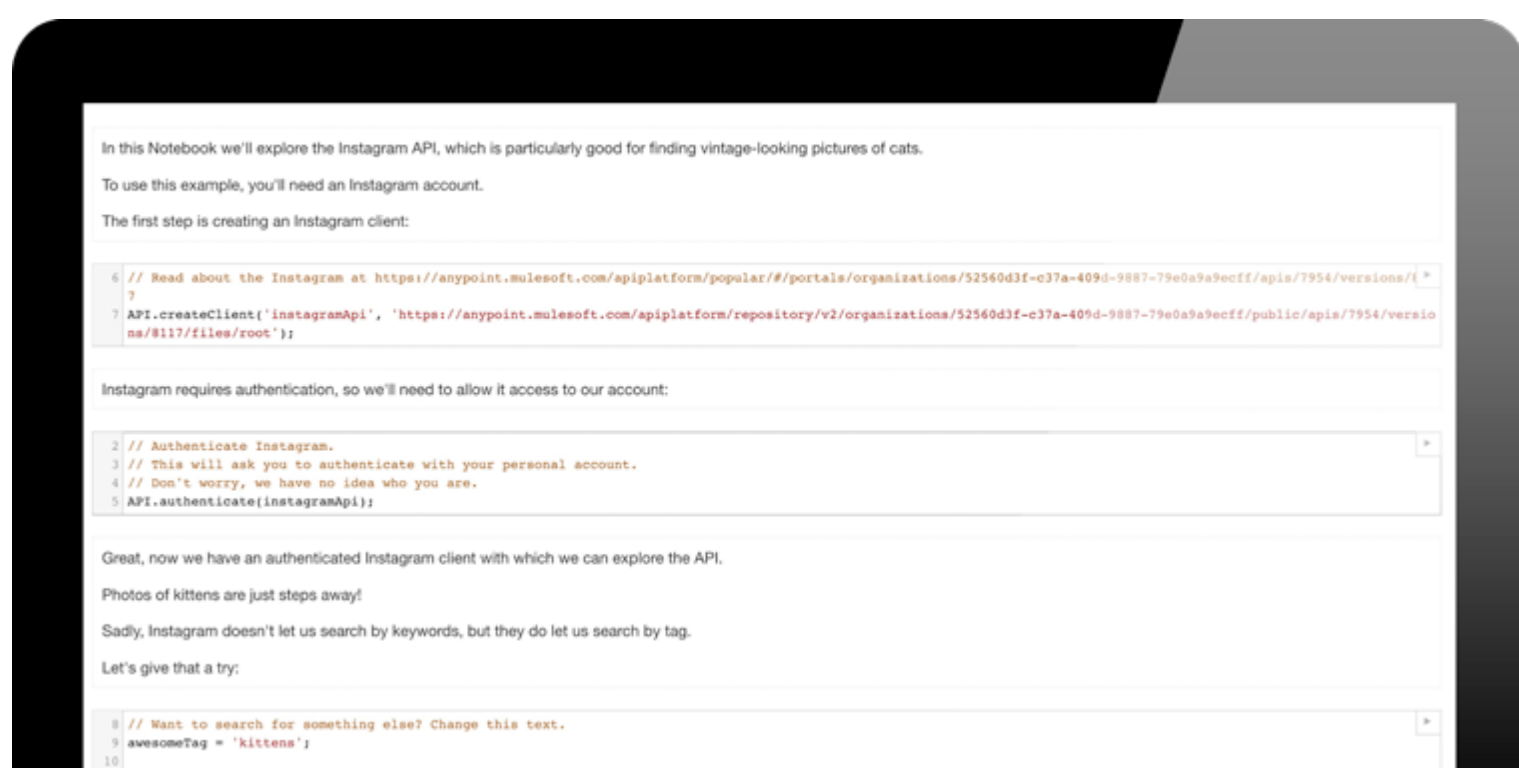 In this Notebook we'll explore the Instagram API, which is particularly good for finding vintage-looking pictures of cats.
To use this example, you'll need an Instagram account.
The first step is creating an Instagram client:
6 // Read about the Instagram at https://anypoint.mulesoft.com/apiplatform/popular/#/portals/organizations/52560d3f-c37a-409d-9887-79e0a9a9ecff/apis/7954/versions/
7
7 API.createClient('instagramApi', 'https://anypoint.mulesoft.com/apiplatform/repository/v2/organizations/52560d3f-c37a-409d-9887-79e0a9a9ecff/public/apis/7954/versio
ns/8117/files/root');
Instagram requires authentication, so we'll need to allow it access to our account:
2 // Authenticate Instagram.
3 // This will ask you to authenticate with your personal account.
4 // Don't worry, we have no idea who you are.
5 API.authenticate(instagramApi);
Great, now we have an authenticated Instagram client with which we can explore the API.
Photos of kittens are just steps away!
Sadly, Instagram doesn't let us search by keywords, but they do let us search by tag.
Let's give that a try:
8 // Want to search for something else? Change this text.
9 awesomeTag = 'kittens';
10